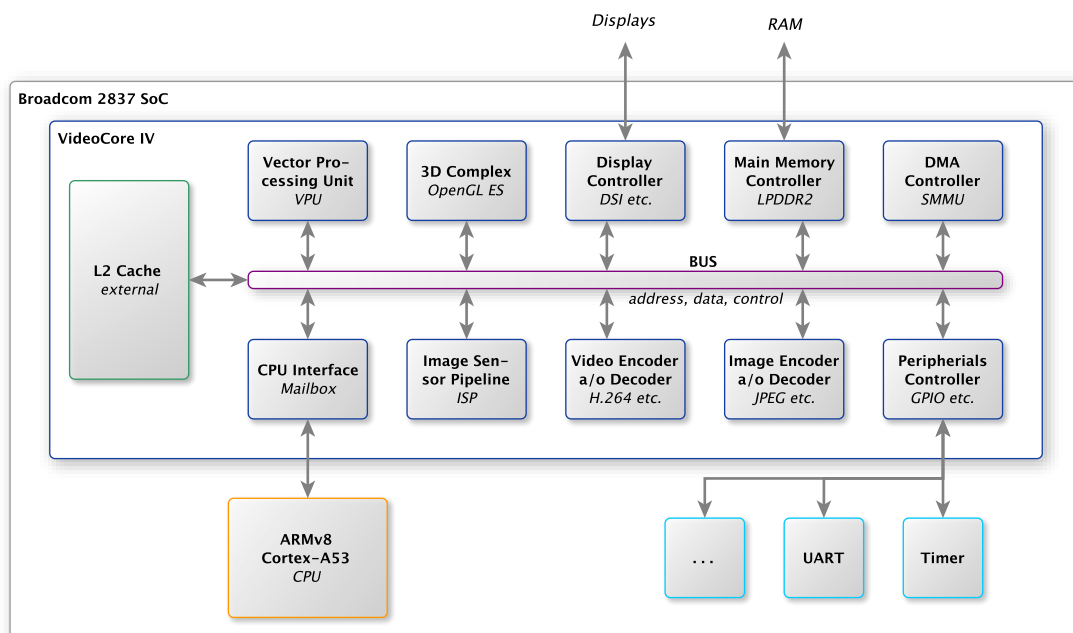 Displays
RAM
Broadcom 2837 SoC
VideoCore IV
Vector Pro-
cessing Unit
VPU
3D Complex
OpenGL ES
Display
Controller
DSI etc.
Main Memory
Controller
LPDDR2
DMA
Controller
SMMU
L2 Cache
external
BUS
address, data, control
CPU Interface
Mailbox
Image Sen-
sor Pipeline
ISP
Video Encoder
a/o Decoder
H.264 etc.
Image Encoder
a/o Decoder
JPEG etc.
Peripherials
Controller
GPIO etc.
ARMv8
Cortex-A53
CPU
...
UART
Timer